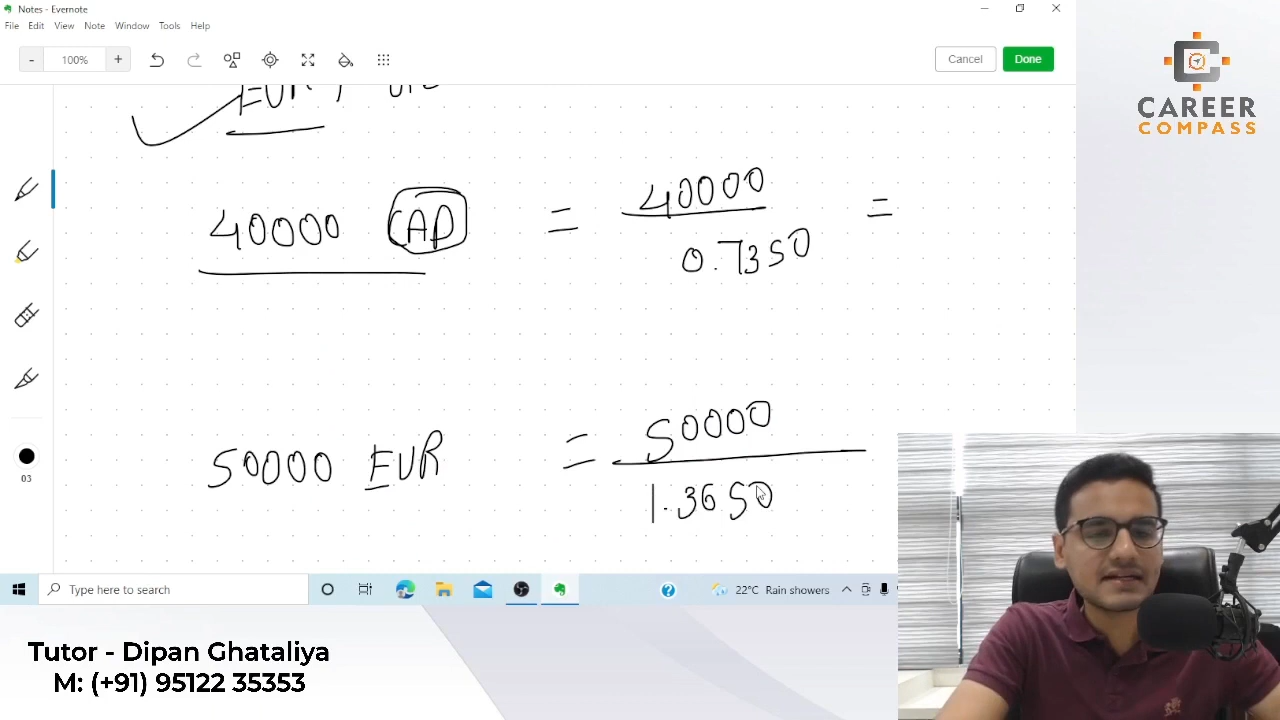 Notes - Evernote
File Edit View Note Window Tools Help
- 100% +
Cancel Done
CAREER
COMPASS
EUR /
40000 CAD = 40000 =
0.7350
50000 EUR = 50000
1.3650
03
Type here to search
22°C Rain showers
Tutor - Dipan Ghataliya
M: (+91) 95122 35353